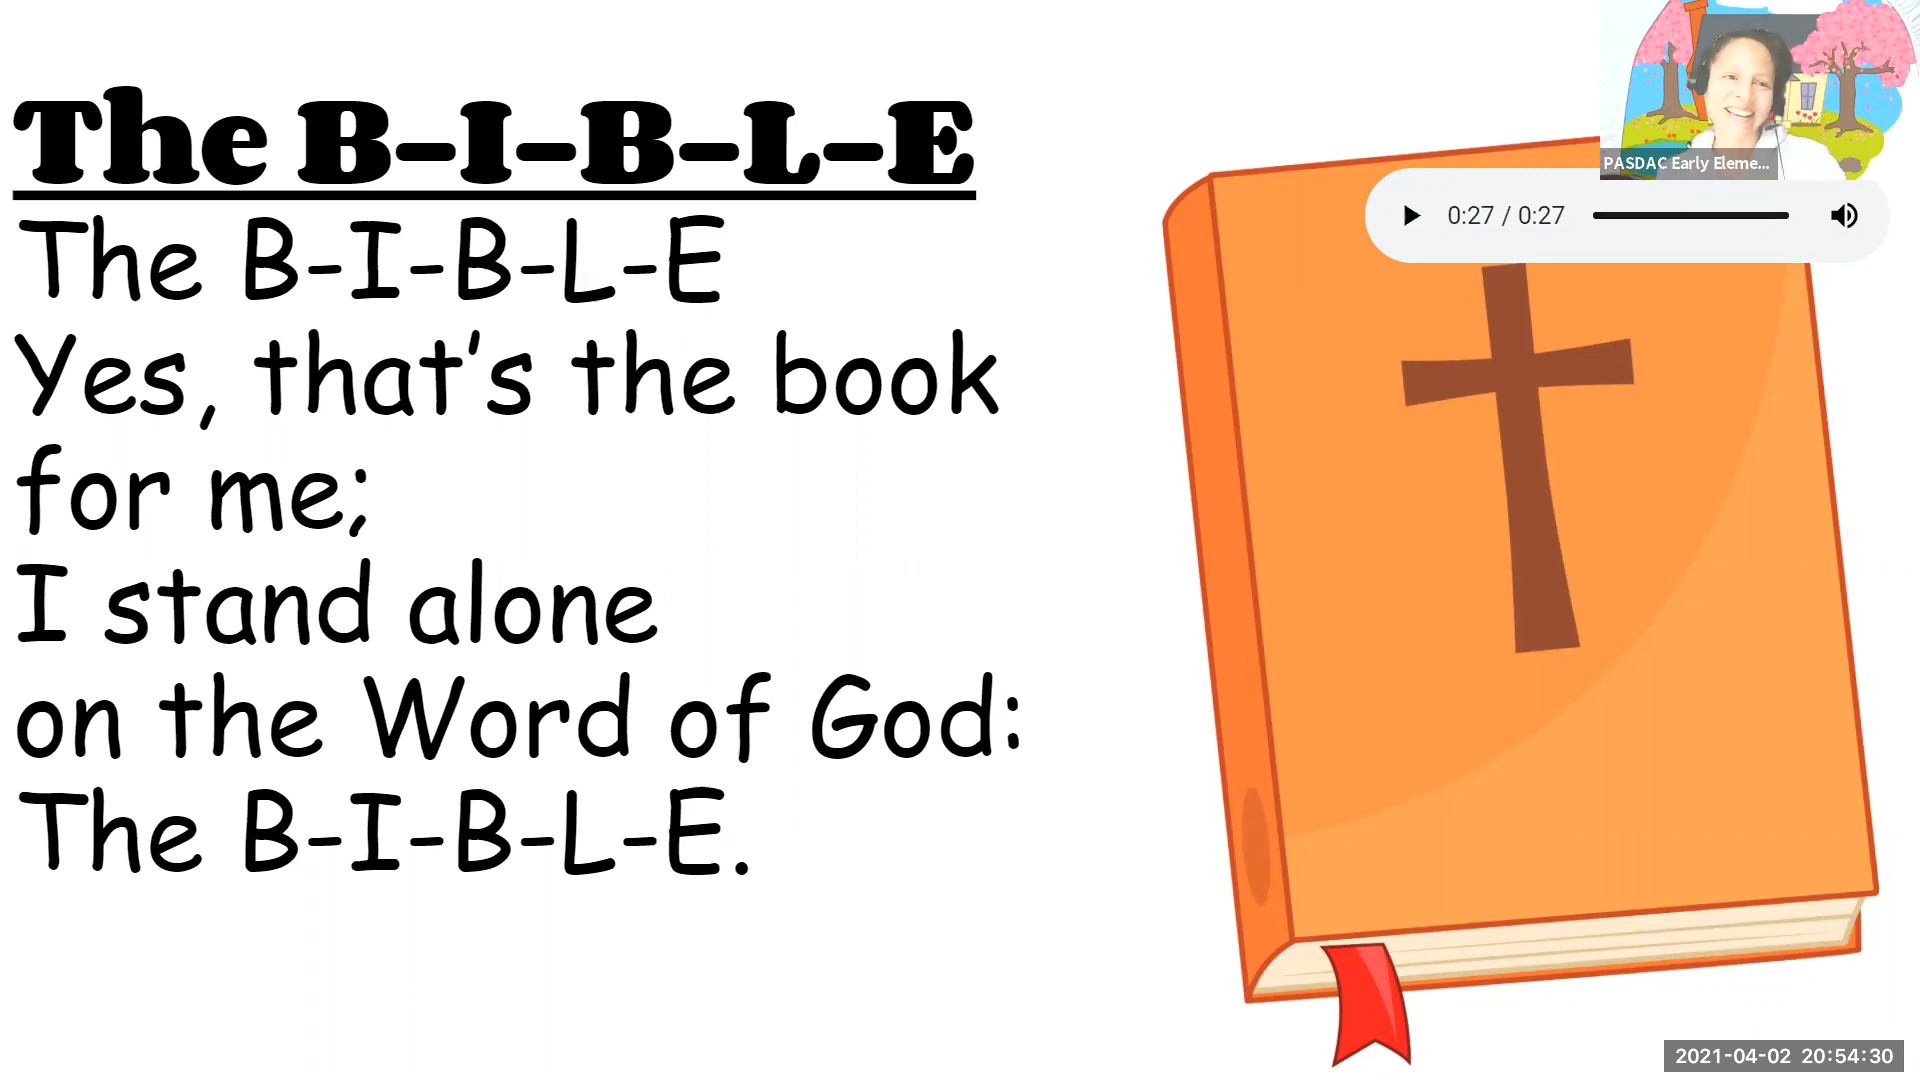 The B-I-B-L-E
The B-I-B-L-E
Yes, that's the book
for me;
I stand alone
on the Word of God:
The B-I-B-L-E.
PASDAC Early Eleme...
0:27 / 0:27
2021-04-02 20:54:30